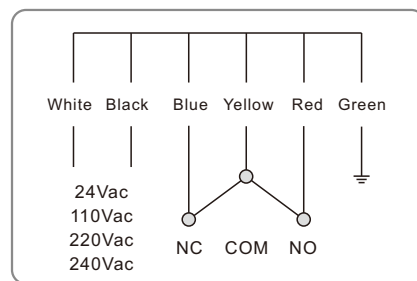 White Black Blue Yellow Red Green
24Vac
110Vac
220Vac
240Vac
NC COM NO